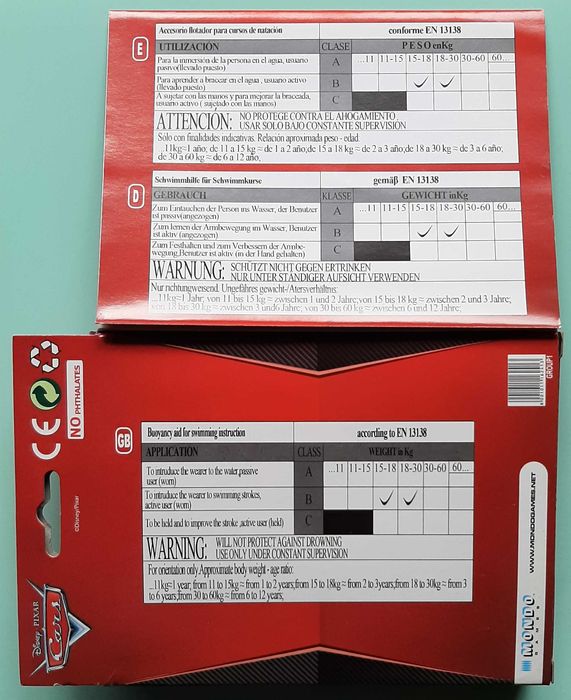 Accesorio flotador para cursos de natación conforme EN 13138
E UTILIZACIÓN CLASE PESO enKg
Para la inmersión de la persona en el agua, usuario pasivo(llevado puesto) A ...11 11-15 15-18 18-30 30-60 60...
Para aprender a bracear en el agua, usuario activo (llevado puesto) B
A sujetar con las manos y para mejorar la braceada, usuario activo ( sujetado con las manos) C
ATTENCION: NO PROTEGE CONTRA EL AHOGAMIENTO
USAR SOLO BAJO CONSTANTE SUPERVISION
Sólo con finalidades indicativas. Relación aproximada peso - edad.
...11kg≈1 año; de 11 a 15 kg ≈ de 1 a 2 año,de 15 a 18 kg ≈ de 2 a 3 año,de 18 a 30 kg ≈ de 3 a 6 año;
de 30 a 60 kg ≈ de 6 a 12 año,
Schwimmhilfe für Schwimmkurse gemäß EN 13138
D GEBRAUCH KLASSE GEWICHT inKg
Zum Eintauchen der Person ins Wasser, der Benutzer ist passiv(angezogen) A ...11 11-15 15-18 18-30 30-60 60...
Zum lernen der Armbewegung im Wasser, Benutzer ist aktiv (angezogen) B
Zum Festhalten und zum Verbessern der Armbewegung,Benutzer ist aktiv (in der Hand gehalten) C
WARNUNG: SCHÜTZT NICHT GEGEN ERTRINKEN
NUR UNTER STANDIGER AUFSICHT VERWENDEN
Nur richtungweisend. Ungefähres gewicht-/Atersverhältnis:
...11kg≈1 Jahr; von 11 bis 15 kg ≈ zwischen 1 und 2 Jahre; von 15 bis 18 kg ≈ zwischen 2 und 3 Jahre;
von 18 bis 30 kg ≈ zwischen 3 und6 Jahre; von 30 bis 60 kg ≈ zwischen 6 und 12 Jahre;
CE
NO PHTHALATES
©Disney/Pixar
Disney PIXAR
Cars
GB Buoyancy aid for swimming instruction according to EN 13138
APPLICATION CLASS WEIGHT in Kg
To intruduce the wearer to the water,passive user (worn) A ...11 11-15 15-18 18-30 30-60 60...
To intruduce the wearer to swimming strokes, active user (worn) B
To be held and to improve the stroke ,active user (held) C
WARNING: WILL NOT PROTECT AGAINST DROWNING
USE ONLY UNDER CONSTANT SUPERVISION
For orientation only.Approximate body weight - age ratio:
...11kg≈1 year; from 11 to 15kg ≈ from 1 to 2 years;from 15 to 18kg ≈ from 2 to 3years;from 18 to 30kg ≈ from 3
to 6 years;from 30 to 60kg ≈ from 6 to 12 years;
GROUP1
WWW.MONDOGAMES.NET
MONDO
GAMES